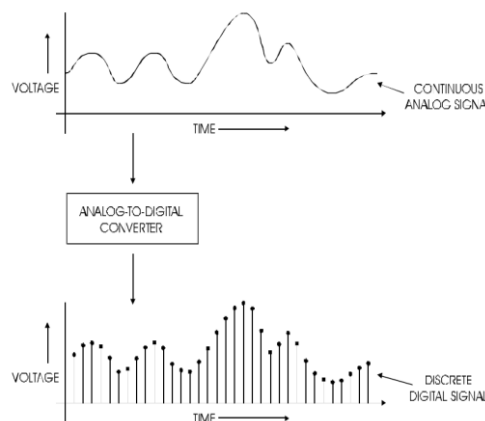 VOLTAGE
CONTINUOUS
ANALOG SIGNA
TIME
ANALOG-TO-DIGITAL
CONVERTER
VOLTAGE
DISCRETE
DIGITAL SIGNAL
TIME